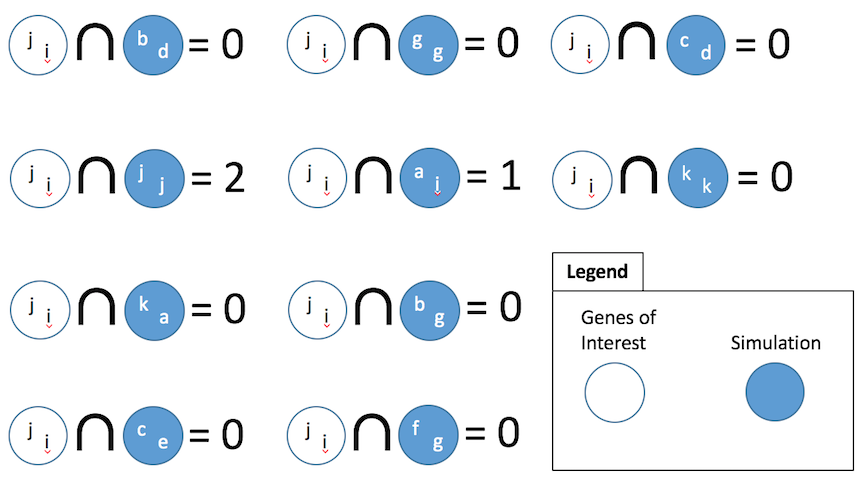 j i ∩ b d = 0
j i ∩ g g = 0
j i ∩ c d = 0
j i ∩ j j = 2
j i ∩ a i = 1
j i ∩ k k = 0
j i ∩ k a = 0
j i ∩ b g = 0
Legend
Genes of
Interest
Simulation
j i ∩ c e = 0
j i ∩ f g = 0